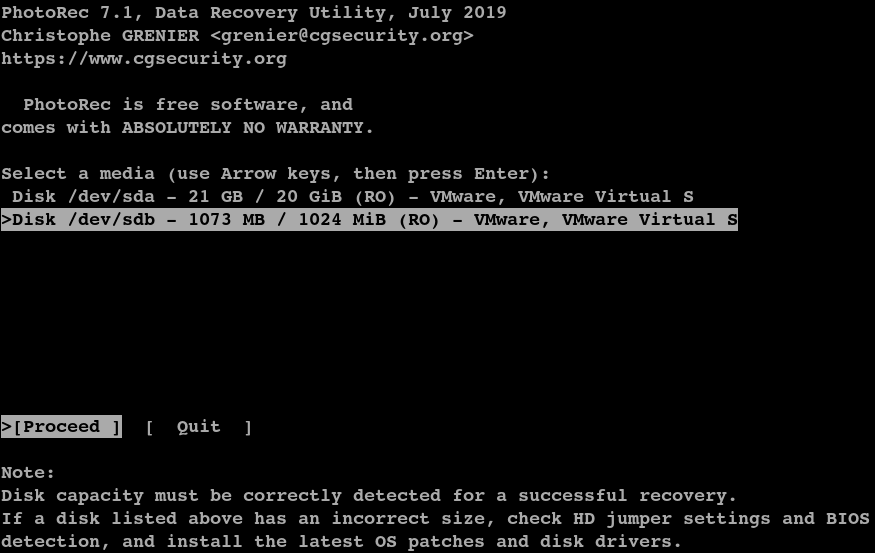 PhotoRec 7.1, Data Recovery Utility, July 2019
Christophe GRENIER <grenier@cgsecurity.org>
https://www.cgsecurity.org
  PhotoRec is free software, and
comes with ABSOLUTELY NO WARRANTY.
Select a media (use Arrow keys, then press Enter):
 Disk /dev/sda - 21 GB / 20 GiB (RO) - VMware, VMware Virtual S
>Disk /dev/sdb - 1073 MB / 1024 MiB (RO) - VMware, VMware Virtual S
>[Proceed ]  [  Quit  ]
Note:
Disk capacity must be correctly detected for a successful recovery.
If a disk listed above has an incorrect size, check HD jumper settings and BIOS
detection, and install the latest OS patches and disk drivers.